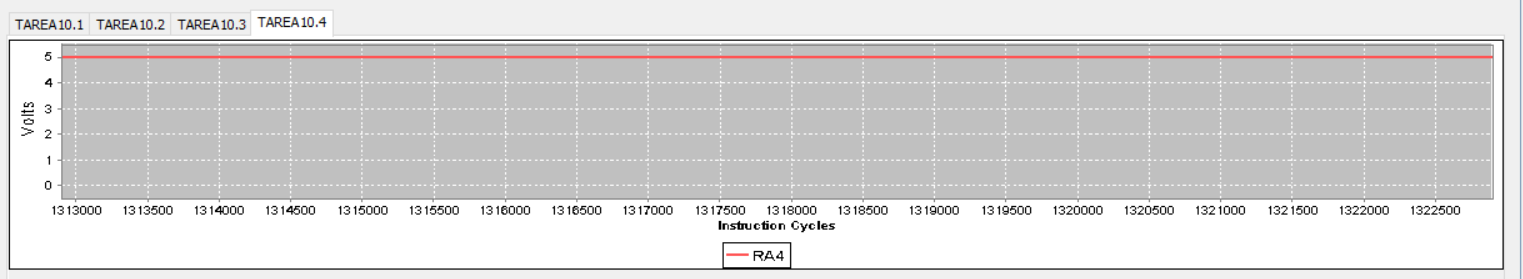 TAREA10.1 TAREA10.2 TAREA10.3 TAREA10.4
5
4
3
2
1
0
Volts
1313000 1313500 1314000 1314500 1315000 1315500 1316000 1316500 1317000 1317500 1318000 1318500 1319000 1319500 1320000 1320500 1321000 1321500 1322000 1322500
Instruction Cycles
RA4